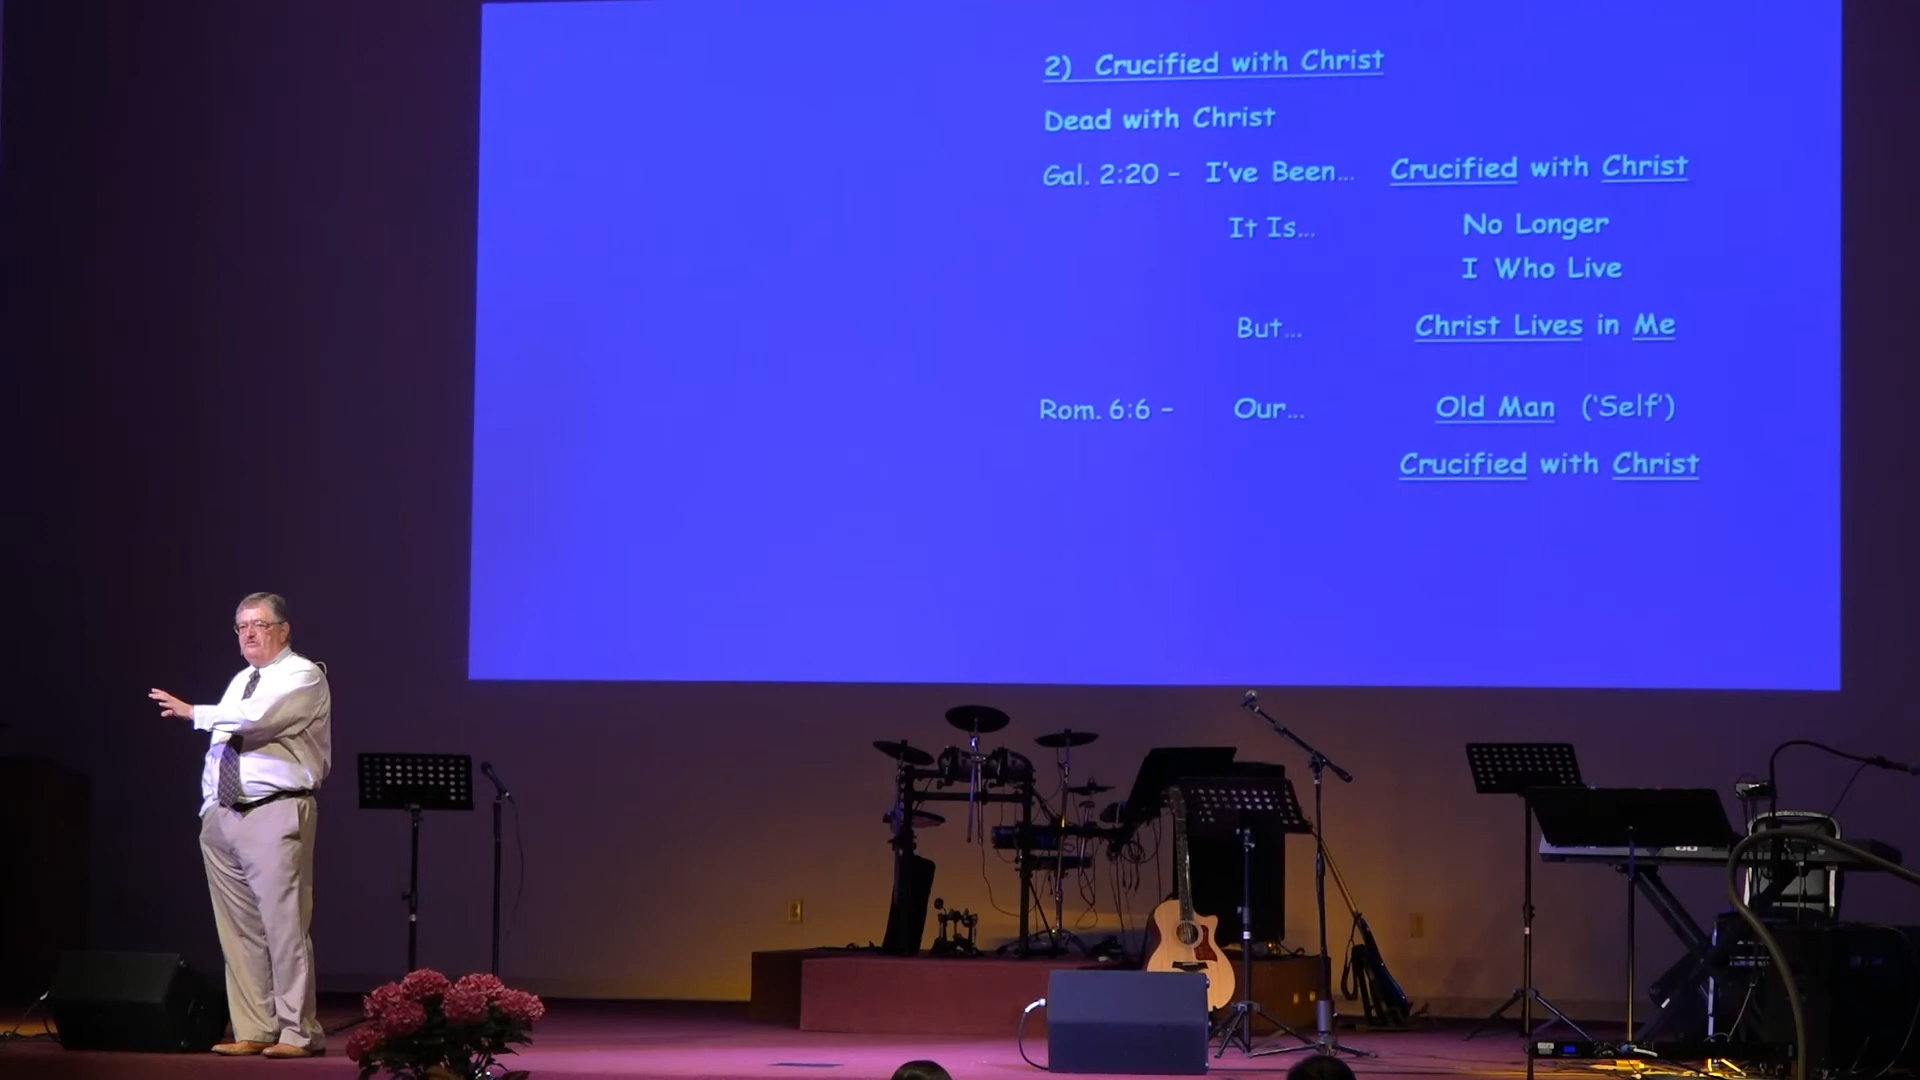 2) Crucified with Christ
Dead with Christ
Gal. 2:20 - I've Been... Crucified with Christ
It Is... No Longer
I Who Live
But... Christ Lives in Me
Rom. 6:6 - Our... Old Man ('Self')
Crucified with Christ